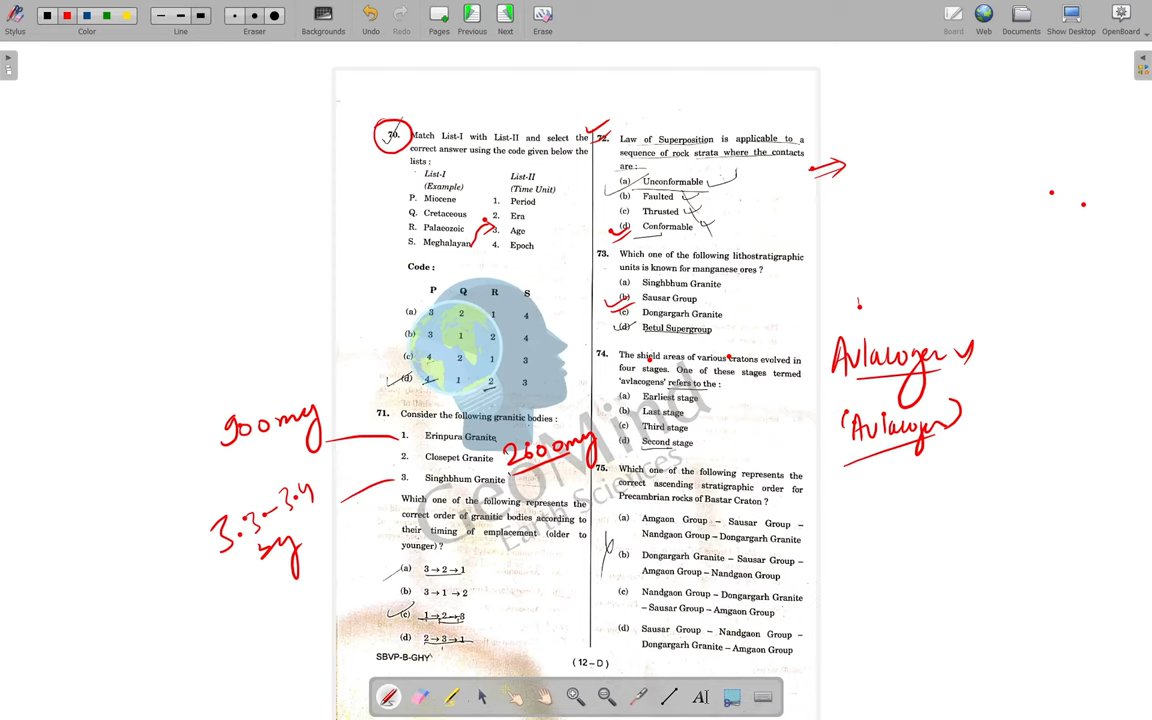 Stylus
Color
Line
Eraser
Backgrounds
Undo
Redo
Pages
Previous
Next
Erase
Board
Web
Documents
Show Desktop
OpenBoard
70. Match List-I with List-II and select the
correct answer using the code given below the
lists :
List-I List-II
(Example) (Time Unit)
P. Miocene 1. Period
Q. Cretaceous 2. Era
R. Palaeozoic 3. Age
S. Meghalayan 4. Epoch
Code :
P Q R S
(a) 3 2 1 4
(b) 3 1 2 4
(c) 4 2 1 3
(d) 4 1 2 3
71. Consider the following granitic bodies :
1. Erinpura Granite
2. Closepet Granite
3. Singhbhum Granite
900my
2600my
3.3-3.4
by
Which one of the following represents the
correct order of granitic bodies according to
their timing of emplacement (older to
younger) ?
(a) 3 → 2 → 1
(b) 3 → 1 → 2
(c) 1 → 2 → 3
(d) 2 → 3 → 1
SBVP-B-GHY
72. Law of Superposition is applicable to a
sequence of rock strata where the contacts
are :
(a) Unconformable
(b) Faulted
(c) Thrusted
(d) Conformable
73. Which one of the following lithostratigraphic
units is known for manganese ores ?
(a) Singhbhum Granite
(b) Sausar Group
(c) Dongargarh Granite
(d) Betul Supergroup
74. The shield areas of various cratons evolved in
four stages. One of these stages termed
'avlacogens' refers to the :
(a) Earliest stage
(b) Last stage
(c) Third stage
(d) Second stage
75. Which one of the following represents the
correct ascending stratigraphic order for
Precambrian rocks of Bastar Craton ?
(a) Amgaon Group – Sausar Group –
Nandgaon Group – Dongargarh Granite
(b) Dongargarh Granite – Sausar Group –
Amgaon Group – Nandgaon Group
(c) Nandgaon Group – Dongargarh Granite
– Sausar Group – Amgaon Group
(d) Sausar Group – Nandgaon Group –
Dongargarh Granite – Amgaon Group
(12–D)
GeoMind
Earth Sciences